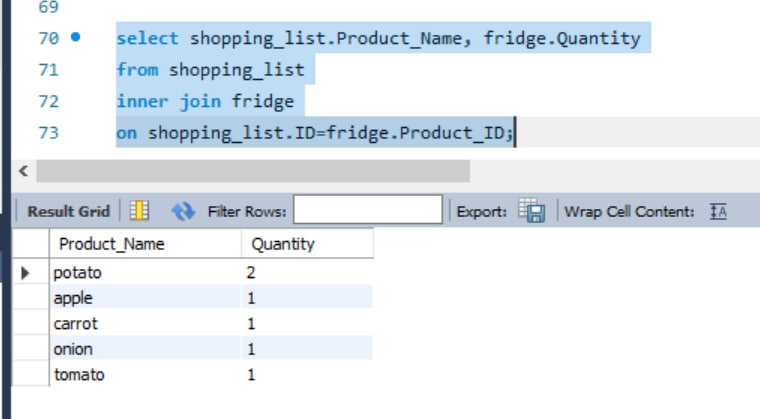 69
70 select shopping_list.Product_Name, fridge.Quantity
71 from shopping_list
72 inner join fridge
73 on shopping_list.ID=fridge.Product_ID;
Result Grid Filter Rows: Export: Wrap Cell Content: IA
Product_Name Quantity
potato 2
apple 1
carrot 1
onion 1
tomato 1